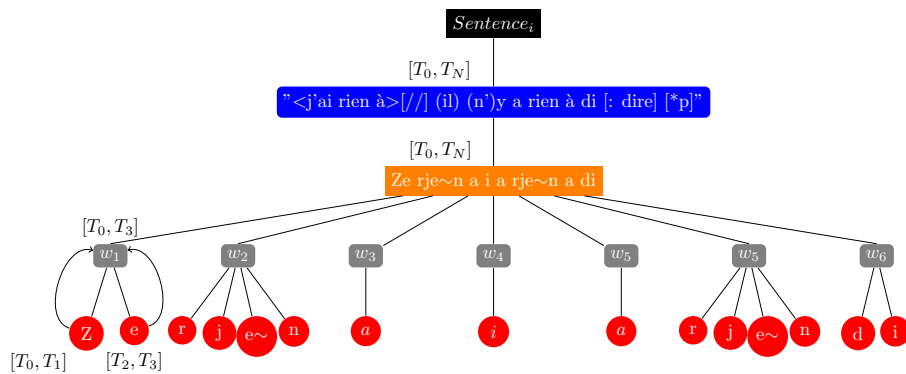 Sentence_i
[T_0, T_N]
"<j'ai rien à>[//] (il) (n')y a rien à di [: dire] [*p]"
[T_0, T_N]
Ze rje~n a i a rje~n a di
[T_0, T_3]
w_1 w_2 w_3 w_4 w_5 w_5 w_6
Z e r j e~ n a i a r j e~ n d i
[T_0, T_1] [T_2, T_3]